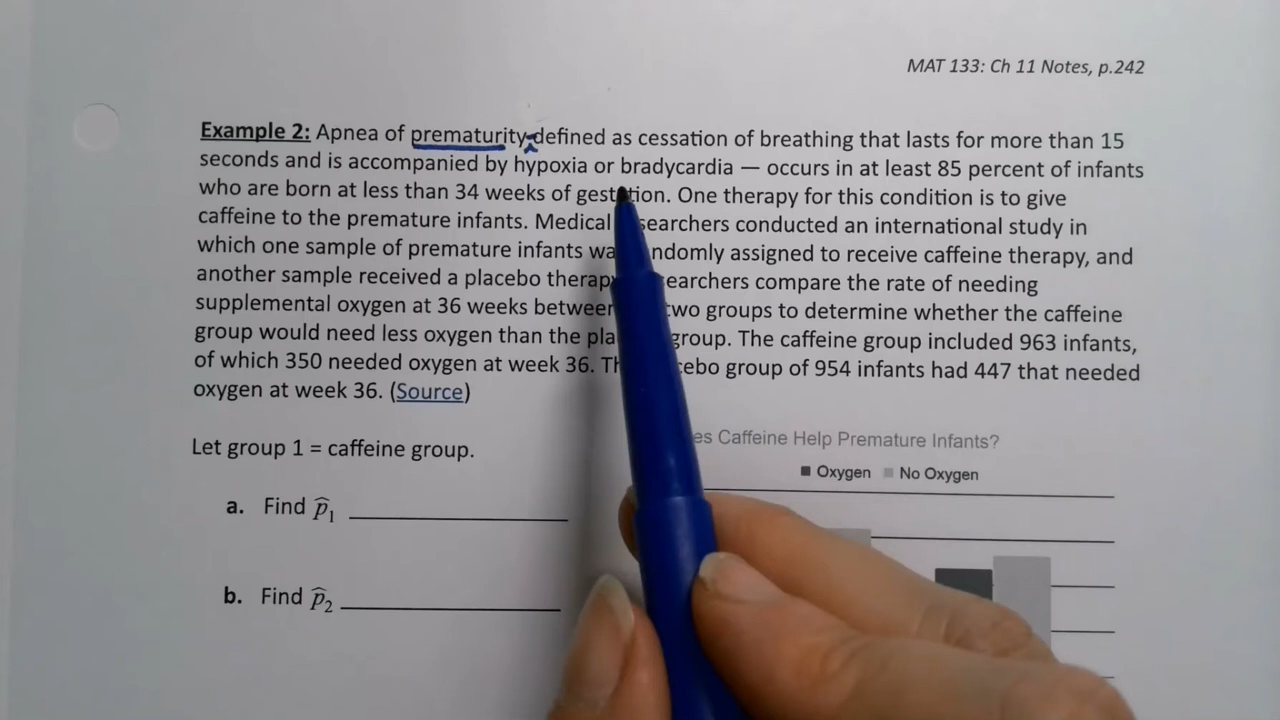 MAT 133: Ch 11 Notes, p.242
Example 2: Apnea of prematurity defined as cessation of breathing that lasts for more than 15
seconds and is accompanied by hypoxia or bradycardia — occurs in at least 85 percent of infants
who are born at less than 34 weeks of gest tion. One therapy for this condition is to give
caffeine to the premature infants. Medical searchers conducted an international study in
which one sample of premature infants wa ndomly assigned to receive caffeine therapy, and
another sample received a placebo therap earchers compare the rate of needing
supplemental oxygen at 36 weeks between two groups to determine whether the caffeine
group would need less oxygen than the pla group. The caffeine group included 963 infants,
of which 350 needed oxygen at week 36. Th cebo group of 954 infants had 447 that needed
oxygen at week 36. (Source)
Let group 1 = caffeine group.
es Caffeine Help Premature Infants?
Oxygen No Oxygen
a. Find p̂₁
b. Find p̂₂